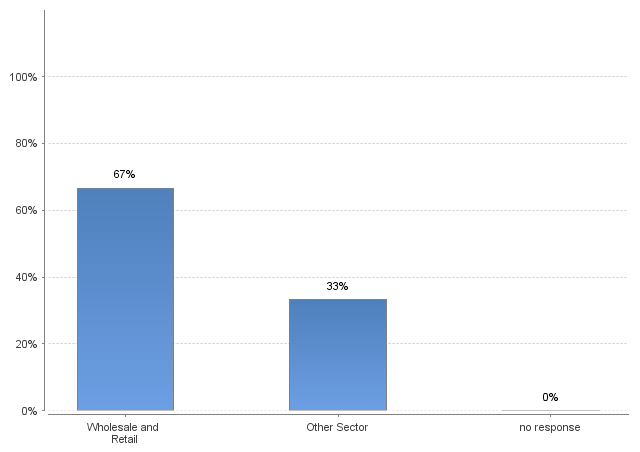 100%
80%
67%
60%
40%
33%
20%
0%
0%
Wholesale and
Retail
Other Sector
no response